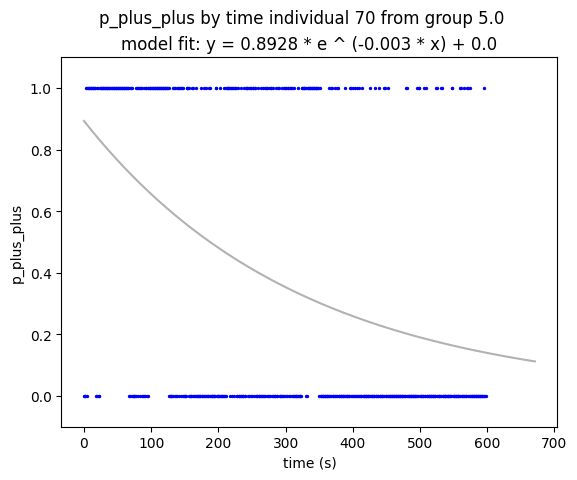 p_plus_plus by time individual 70 from group 5.0
model fit: y = 0.8928 * e ^ (-0.003 * x) + 0.0
1.0
0.8
0.6
0.4
0.2
0.0
p_plus_plus
0 100 200 300 400 500 600 700
time (s)